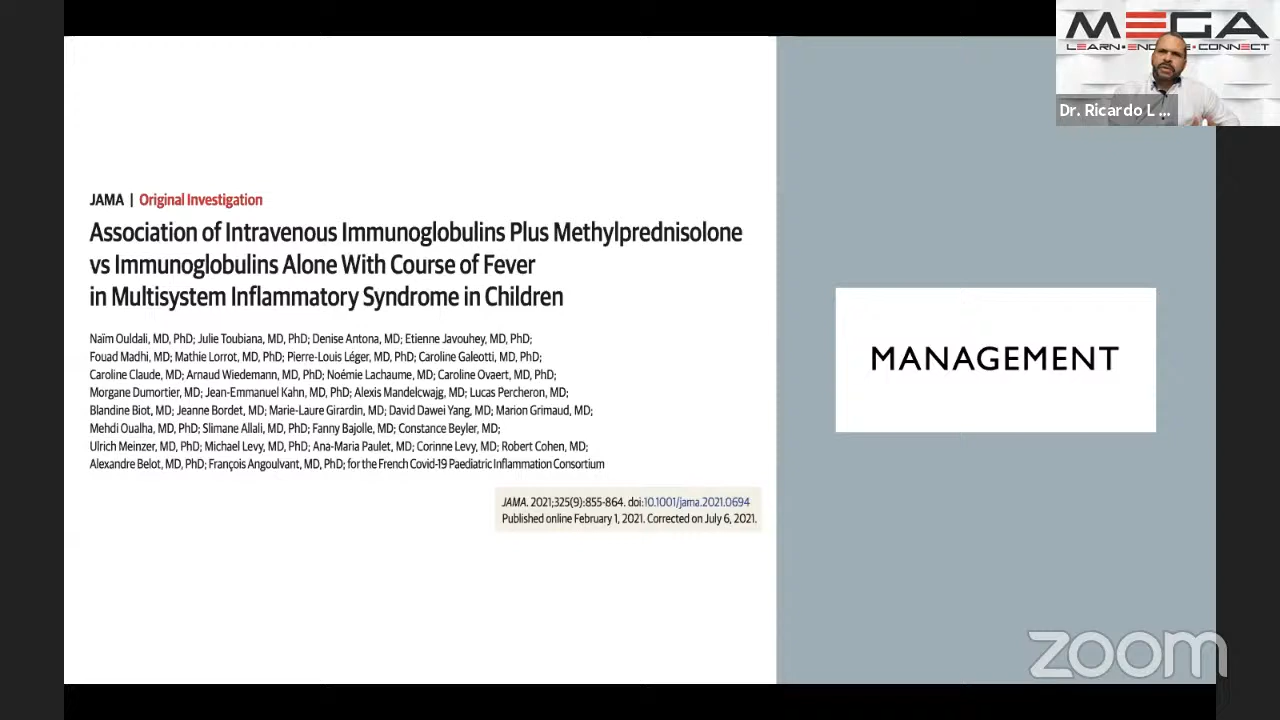 MEGA
LEARN • EN
E • CONNECT
Dr. Ricardo L ...
JAMA | Original Investigation
Association of Intravenous Immunoglobulins Plus Methylprednisolone
vs Immunoglobulins Alone With Course of Fever
in Multisystem Inflammatory Syndrome in Children
Naïm Ouldali, MD, PhD; Julie Toubiana, MD, PhD; Denise Antona, MD; Etienne Javouhey, MD, PhD;
Fouad Madhi, MD; Mathie Lorrot, MD, PhD; Pierre-Louis Léger, MD, PhD; Caroline Galeotti, MD, PhD;
Caroline Claude, MD; Arnaud Wiedemann, MD, PhD; Noémie Lachaume, MD; Caroline Ovaert, MD, PhD;
Morgane Dumortier, MD; Jean-Emmanuel Kahn, MD, PhD; Alexis Mandelcwajg, MD; Lucas Percheron, MD;
Blandine Biot, MD; Jeanne Bordet, MD; Marie-Laure Girardin, MD; David Dawei Yang, MD; Marion Grimaud, MD;
Mehdi Oualha, MD, PhD; Slimane Allali, MD, PhD; Fanny Bajolle, MD; Constance Beyler, MD;
Ulrich Meinzer, MD, PhD; Michael Levy, MD, PhD; Ana-Maria Paulet, MD; Corinne Levy, MD; Robert Cohen, MD;
Alexandre Belot, MD, PhD; François Angoulvant, MD, PhD; for the French Covid-19 Paediatric Inflammation Consortium
JAMA. 2021;325(9):855-864. doi:10.1001/jama.2021.0694
Published online February 1, 2021. Corrected on July 6, 2021.
MANAGEMENT
zoom